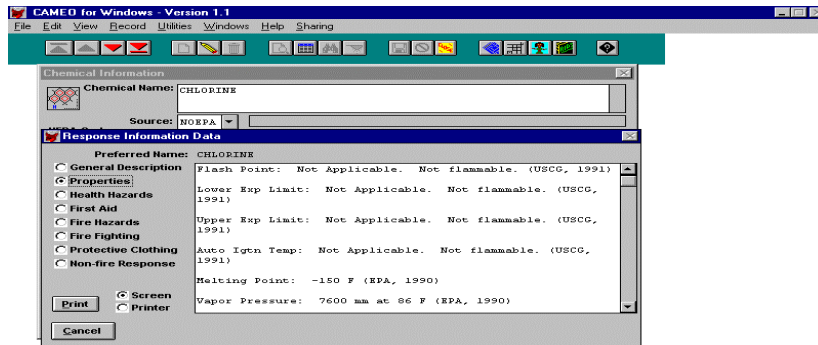 CAMEO for Windows - Version 1.1
File Edit View Record Utilities Windows Help Sharing
Chemical Information
Chemical Name: CHLORINE
Source: NOEPA
Response Information Data
Preferred Name: CHLORINE
General Description
Properties
Health Hazards
First Aid
Fire Hazards
Fire Fighting
Protective Clothing
Non-fire Response
Flash Point: Not Applicable. Not flammable. (USCG, 1991)
Lower Exp Limit: Not Applicable. Not flammable. (USCG,
1991)
Upper Exp Limit: Not Applicable. Not flammable. (USCG,
1991)
Auto Igtn Temp: Not Applicable. Not flammable. (USCG,
1991)
Melting Point: -150 F (EPA, 1990)
Vapor Pressure: 7600 mm at 86 F (EPA, 1990)
Print
Screen
Printer
Cancel